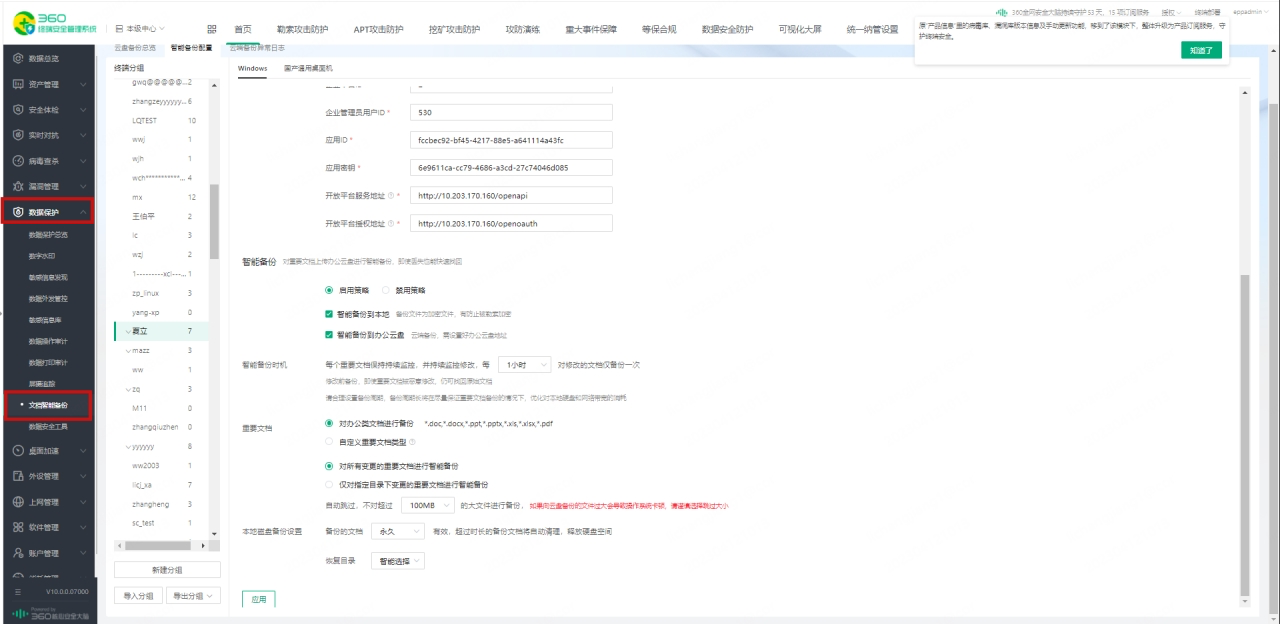 360
终端安全管理系统
本级中心
首页
勒索攻击防护
APT攻击防护
挖矿攻击防护
攻防演练
重大事件保障
等保合规
数据安全防护
可视化大屏
统一纳管设置
360全网安全大脑持续守护 53 天，15 项订阅服务
授权
终端部署
eppadmin
原“产品信息”里的病毒库、漏洞库版本信息及手动更新功能，移到了该模块下，整体升级为产品订阅服务，守护终端安全。
知道了
云盘备份总览
智能备份配置
云端备份异常日志
数据总览
资产管理
安全体检
实时对抗
病毒查杀
漏洞管理
数据保护
数据保护总览
数字水印
敏感信息发现
数据外发管控
敏感信息库
数据操作审计
数据打印审计
屏幕追踪
文档智能备份
数据安全工具
桌面加速
外设管理
上网管理
软件管理
账户管理
V10.0.0.07000
Powered by
360核心安全大脑
终端分组
gwq@@@@@... 2
zhangzeyyyyyy... 6
LQTEST 10
wwj 1
wjh 1
wch***********... 4
mx 12
王怡平 2
lc 3
wzj 2
1---------xcl---... 1
zp_linux 3
yang-xp 0
夏立 7
mazz 3
ww 1
zq 3
M11 0
zhangqiuzhen 0
yyyyyy 8
ww2003 1
licj_xa 7
zhangheng 3
sc_test 1
新建分组
导入分组
导出分组
Windows
国产通用桌面机
企业管理员用户ID * 530
应用ID * fccbec92-bf45-4217-88e5-a641114a43fc
应用密钥 * 6e9611ca-cc79-4686-a3cd-27c74046d085
开放平台服务地址 * http://10.203.170.160/openapi
开放平台授权地址 * http://10.203.170.160/openoauth
智能备份 对重要文档上传办公云盘进行智能备份，即使丢失也能快速找回
启用策略 禁用策略
智能备份到本地 备份文件为加密文件，有防止被勒索加密
智能备份到办公云盘 云端备份，需设置好办公云盘地址
智能备份时机 每个重要文档保持持续监控，并持续监控修改，每 1小时 对修改的文档仅备份一次
修改前备份，即使重要文档被恶意修改，仍可找回原始文档
请合理设置备份周期，备份周期长将在尽量保证重要文档备份的情况下，优化对本地硬盘和网络带宽的消耗
重要文档 对办公类文档进行备份 *.doc,*.docx,*.ppt,*.pptx,*.xls,*.xlsx,*.pdf
自定义重要文档类型
对所有变更的重要文档进行智能备份
仅对指定目录下变更的重要文档进行智能备份
自动跳过，不对超过 100MB 的大文件进行备份，如果向云盘备份的文件过大会导致操作系统卡顿，请谨慎选择跳过大小
本地磁盘备份设置 备份的文档 永久 有效，超过时长的备份文档将自动清理，释放硬盘空间
恢复目录 智能选择
应用